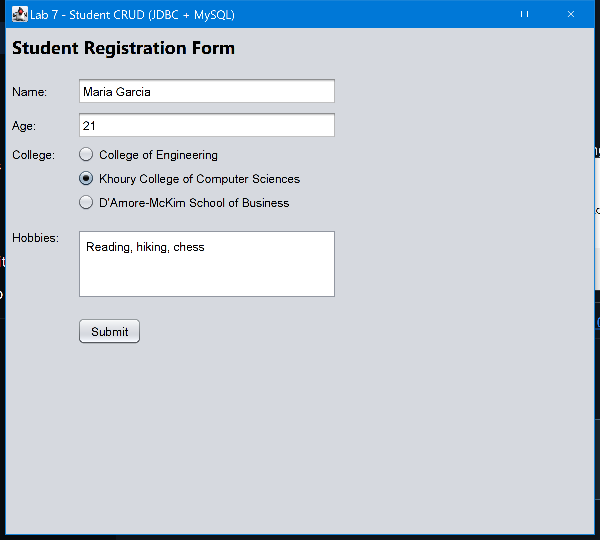 Lab 7 - Student CRUD (JDBC + MySQL)
Student Registration Form
Name: Maria Garcia
Age: 21
College: College of Engineering
Khoury College of Computer Sciences
D'Amore-McKim School of Business
Hobbies: Reading, hiking, chess
Submit